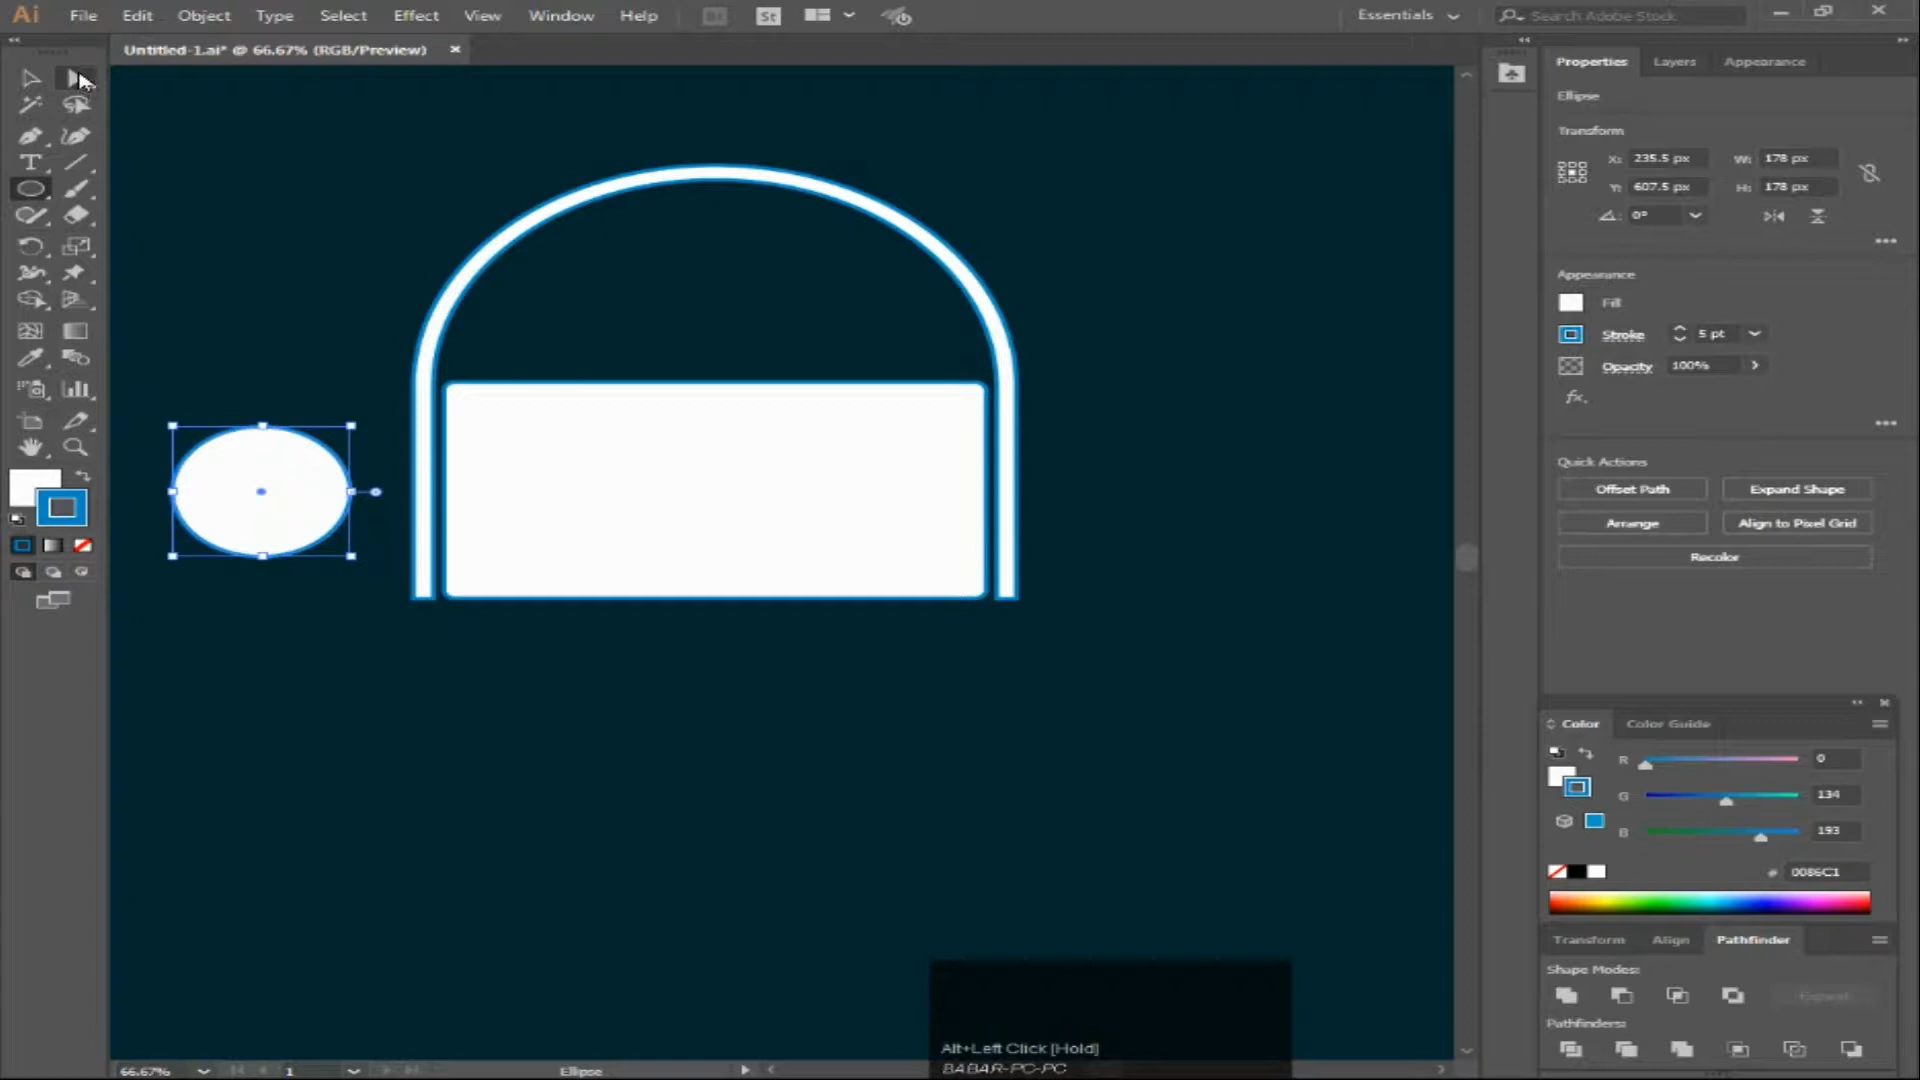 Ai File Edit Object Type Select Effect View Window Help St Essentials Search Adobe Stock
Untitled-1.ai* @ 66.67% (RGB/Preview)
Properties Layers Appearance
Ellipse
Transform
X: 235.5 px W: 178 px
Y: 607.5 px H: 178 px
0°
Appearance
Fill
Stroke 5 pt
Opacity 100%
fx.
Quick Actions
Offset Path Expand Shape
Arrange Align to Pixel Grid
Recolor
Color Color Guide
R 0
G 134
B 193
# 0086C1
Transform Align Pathfinder
Shape Modes:
Expand
Pathfinders:
Alt+Left Click [Hold]
BABAR-PC-PC
66.67% 1 Ellipse